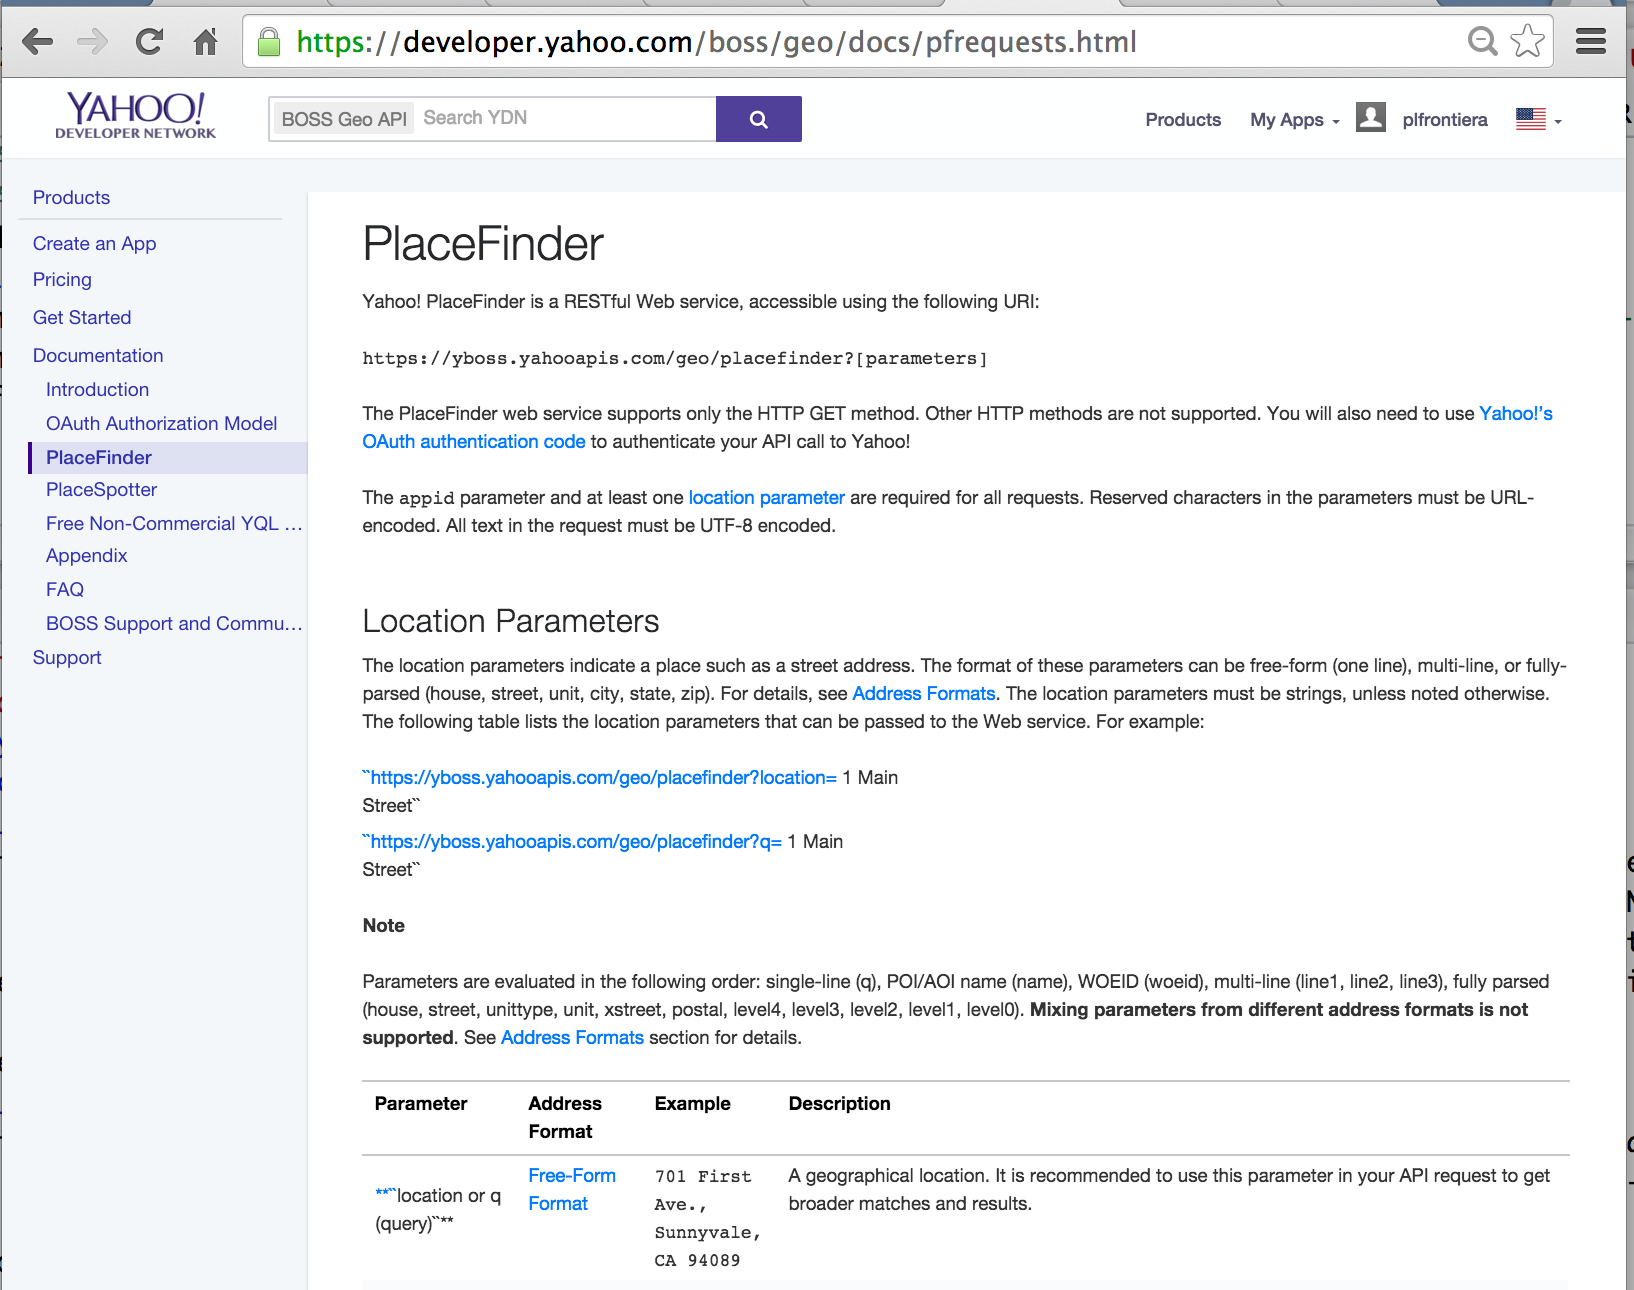 https://developer.yahoo.com/boss/geo/docs/pfrequests.html
YAHOO!
DEVELOPER NETWORK
BOSS Geo API Search YDN
Products My Apps plfrontiera
Products
Create an App
Pricing
Get Started
Documentation
Introduction
OAuth Authorization Model
PlaceFinder
PlaceSpotter
Free Non-Commercial YQL ...
Appendix
FAQ
BOSS Support and Commu...
Support
PlaceFinder
Yahoo! PlaceFinder is a RESTful Web service, accessible using the following URI:
https://yboss.yahooapis.com/geo/placefinder?[parameters]
The PlaceFinder web service supports only the HTTP GET method. Other HTTP methods are not supported. You will also need to use Yahoo!'s
OAuth authentication code to authenticate your API call to Yahoo!
The appid parameter and at least one location parameter are required for all requests. Reserved characters in the parameters must be URL-
encoded. All text in the request must be UTF-8 encoded.
Location Parameters
The location parameters indicate a place such as a street address. The format of these parameters can be free-form (one line), multi-line, or fully-
parsed (house, street, unit, city, state, zip). For details, see Address Formats. The location parameters must be strings, unless noted otherwise.
The following table lists the location parameters that can be passed to the Web service. For example:
``https://yboss.yahooapis.com/geo/placefinder?location= 1 Main
Street``
``https://yboss.yahooapis.com/geo/placefinder?q= 1 Main
Street``
Note
Parameters are evaluated in the following order: single-line (q), POI/AOI name (name), WOEID (woeid), multi-line (line1, line2, line3), fully parsed
(house, street, unittype, unit, xstreet, postal, level4, level3, level2, level1, level0). Mixing parameters from different address formats is not
supported. See Address Formats section for details.
Parameter Address Example Description
Format
Free-Form 701 First A geographical location. It is recommended to use this parameter in your API request to get
**``location or q Format Ave., broader matches and results.
(query)``** Sunnyvale,
CA 94089